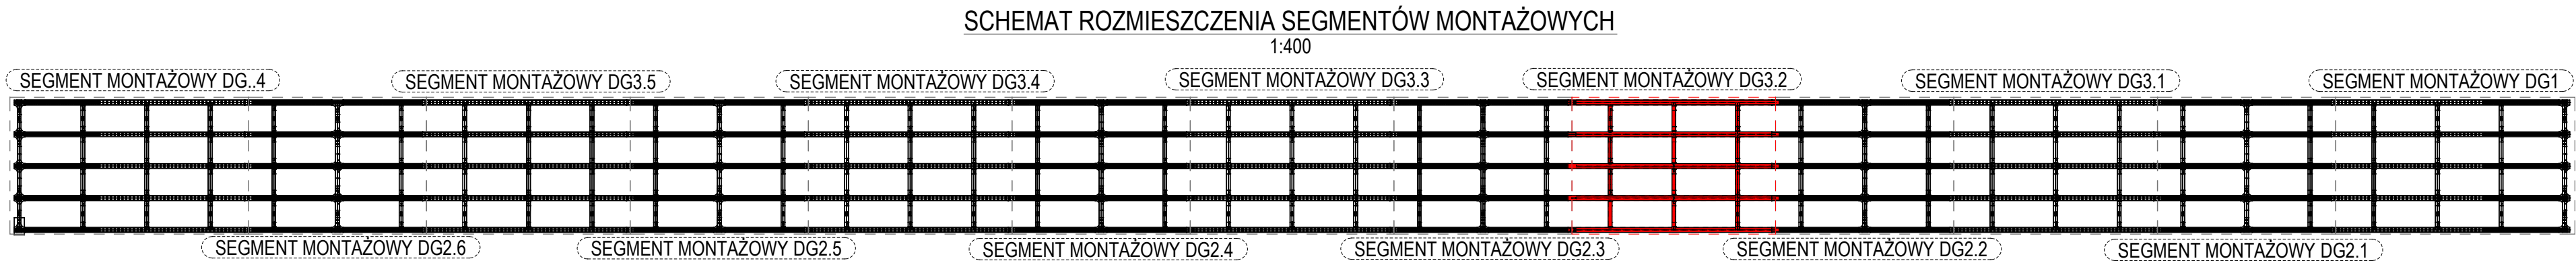 SCHEMAT ROZMIESZCZENIA SEGMENTÓW MONTAŻOWYCH
1:400
SEGMENT MONTAŻOWY DG..4
SEGMENT MONTAŻOWY DG3.5
SEGMENT MONTAŻOWY DG3.4
SEGMENT MONTAŻOWY DG3.3
SEGMENT MONTAŻOWY DG3.2
SEGMENT MONTAŻOWY DG3.1
SEGMENT MONTAŻOWY DG1
SEGMENT MONTAŻOWY DG2.6
SEGMENT MONTAŻOWY DG2.5
SEGMENT MONTAŻOWY DG2.4
SEGMENT MONTAŻOWY DG2.3
SEGMENT MONTAŻOWY DG2.2
SEGMENT MONTAŻOWY DG2.1